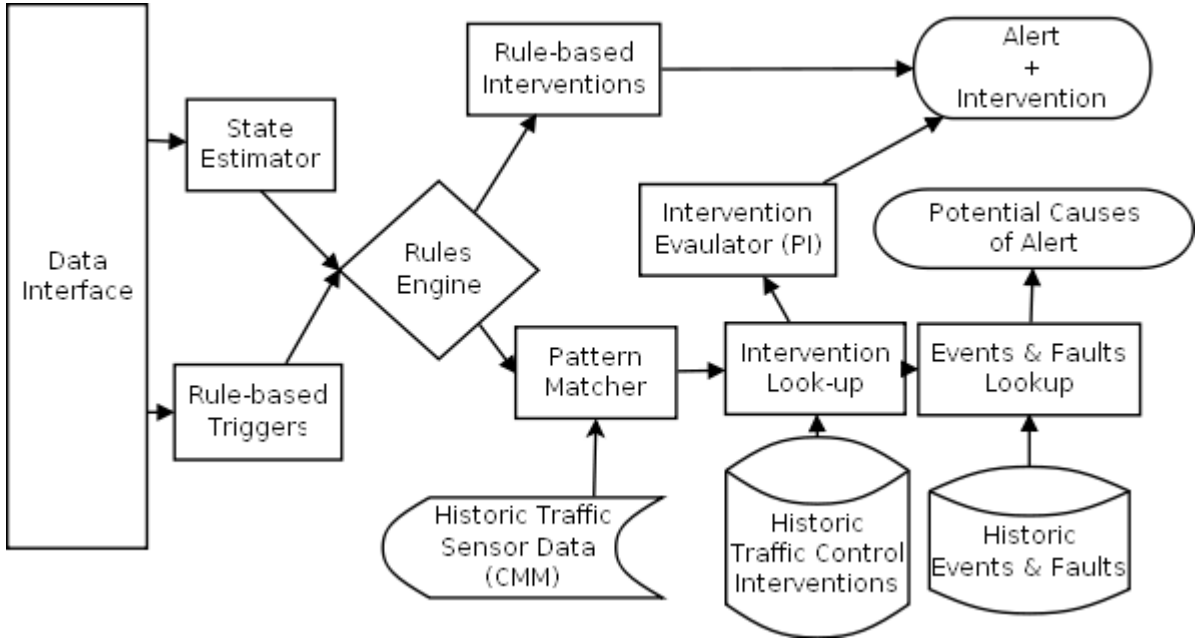 Data
Interface
State
Estimator
Rule-based
Triggers
Rules
Engine
Rule-based
Interventions
Alert
+
Intervention
Intervention
Evaulator (PI)
Potential Causes
of Alert
Pattern
Matcher
Intervention
Look-up
Events & Faults
Lookup
Historic Traffic
Sensor Data
(CMM)
Historic
Traffic Control
Interventions
Historic
Events & Faults